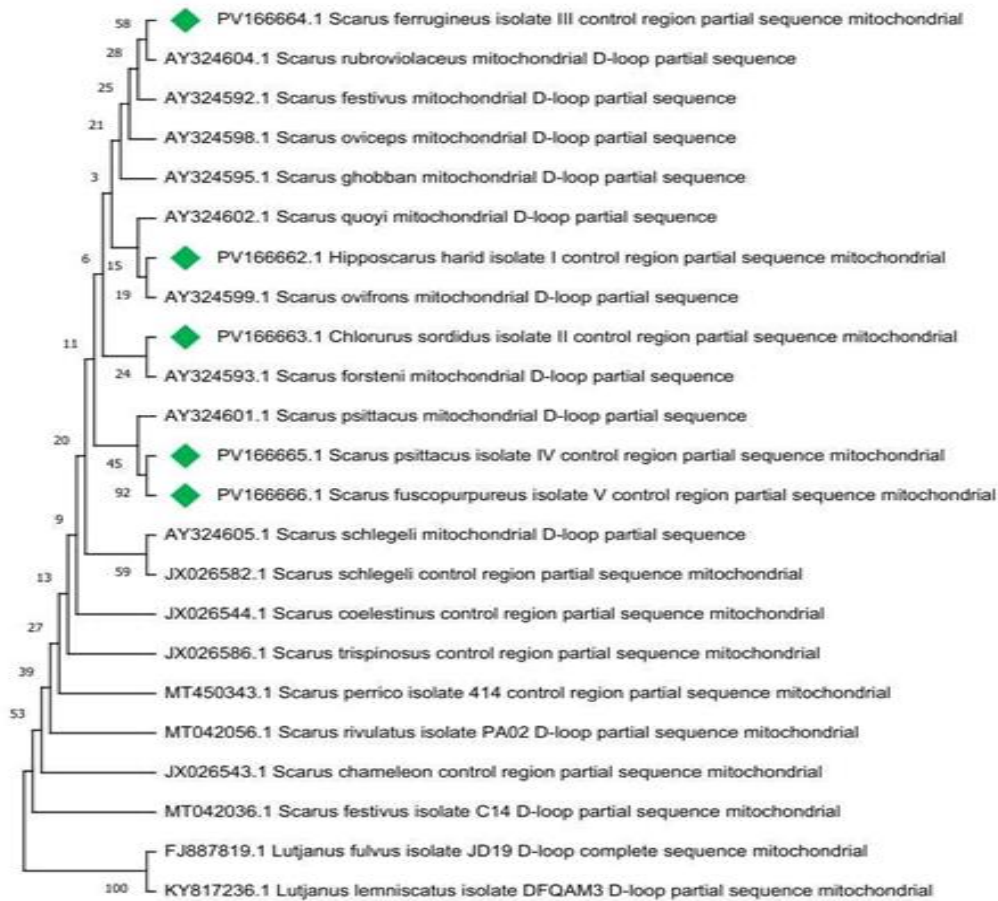 58
PV166664.1 Scarus ferrugineus isolate III control region partial sequence mitochondrial
28
AY324604.1 Scarus rubroviolaceus mitochondrial D-loop partial sequence
25
AY324592.1 Scarus festivus mitochondrial D-loop partial sequence
21
AY324598.1 Scarus oviceps mitochondrial D-loop partial sequence
3
AY324595.1 Scarus ghobban mitochondrial D-loop partial sequence
AY324602.1 Scarus quoyi mitochondrial D-loop partial sequence
6
15
PV166662.1 Hipposcarus harid isolate I control region partial sequence mitochondrial
19
AY324599.1 Scarus ovifrons mitochondrial D-loop partial sequence
11
PV166663.1 Chlorurus sordidus isolate II control region partial sequence mitochondrial
24
AY324593.1 Scarus forsteni mitochondrial D-loop partial sequence
AY324601.1 Scarus psittacus mitochondrial D-loop partial sequence
20
45
PV166665.1 Scarus psittacus isolate IV control region partial sequence mitochondrial
92
PV166666.1 Scarus fuscopurpureus isolate V control region partial sequence mitochondrial
9
AY324605.1 Scarus schlegeli mitochondrial D-loop partial sequence
13
59
JX026582.1 Scarus schlegeli control region partial sequence mitochondrial
JX026544.1 Scarus coelestinus control region partial sequence mitochondrial
27
JX026586.1 Scarus trispinosus control region partial sequence mitochondrial
39
MT450343.1 Scarus perrico isolate 414 control region partial sequence mitochondrial
53
MT042056.1 Scarus rivulatus isolate PA02 D-loop partial sequence mitochondrial
JX026543.1 Scarus chameleon control region partial sequence mitochondrial
MT042036.1 Scarus festivus isolate C14 D-loop partial sequence mitochondrial
FJ887819.1 Lutjanus fulvus isolate JD19 D-loop complete sequence mitochondrial
100
KY817236.1 Lutjanus lemniscatus isolate DFQAM3 D-loop partial sequence mitochondrial